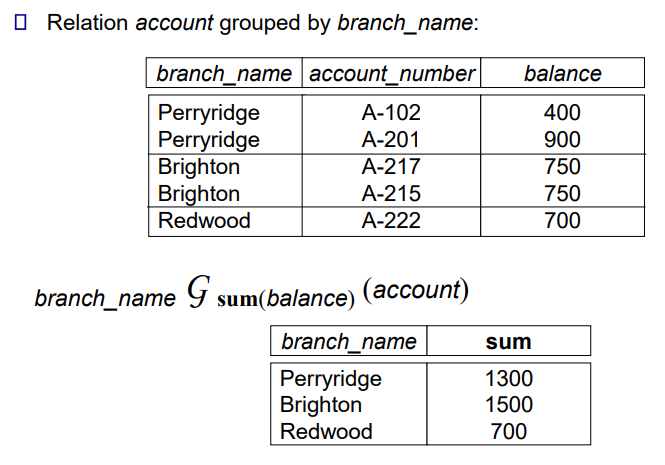 Relation account grouped by branch_name:
branch_name account_number balance
Perryridge A-102 400
Perryridge A-201 900
Brighton A-217 750
Brighton A-215 750
Redwood A-222 700
branch_name 𝒢 sum(balance) (account)
branch_name sum
Perryridge 1300
Brighton 1500
Redwood 700